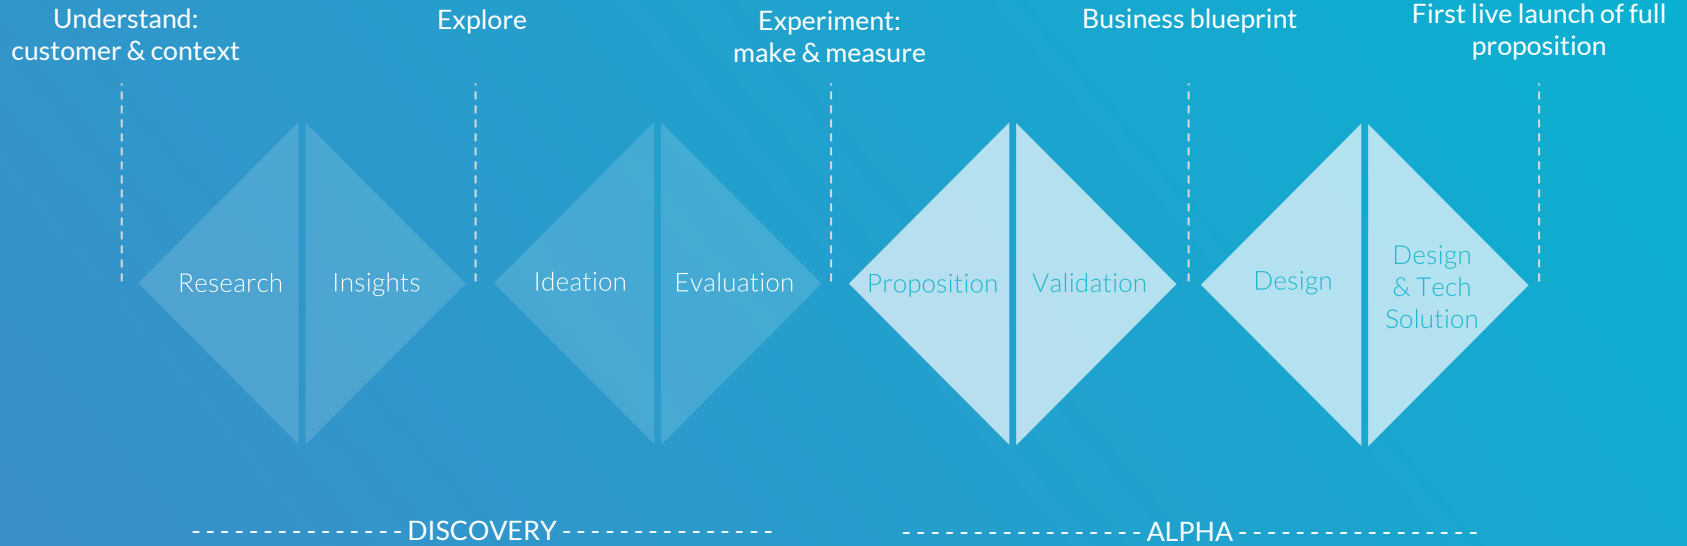 Understand:
customer & context
Explore
Experiment:
make & measure
Business blueprint
First live launch of full
proposition
Research
Insights
Ideation
Evaluation
Proposition
Validation
Design
Design
& Tech
Solution
DISCOVERY
ALPHA